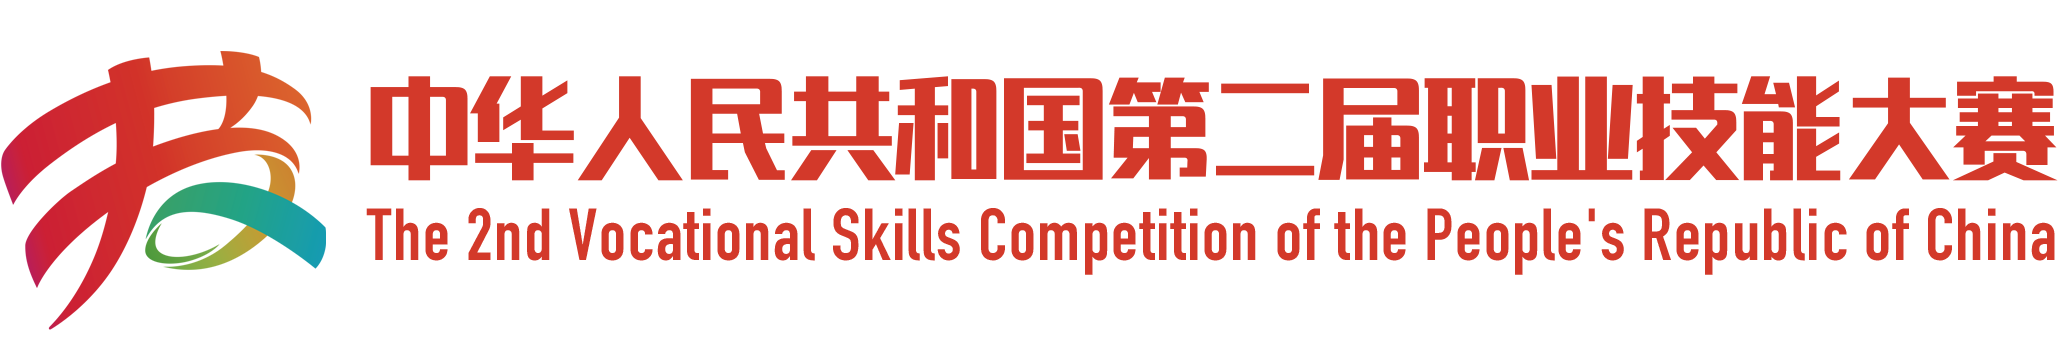 中华人民共和国第二届职业技能大赛
The 2nd Vocational Skills Competition of the People's Republic of China